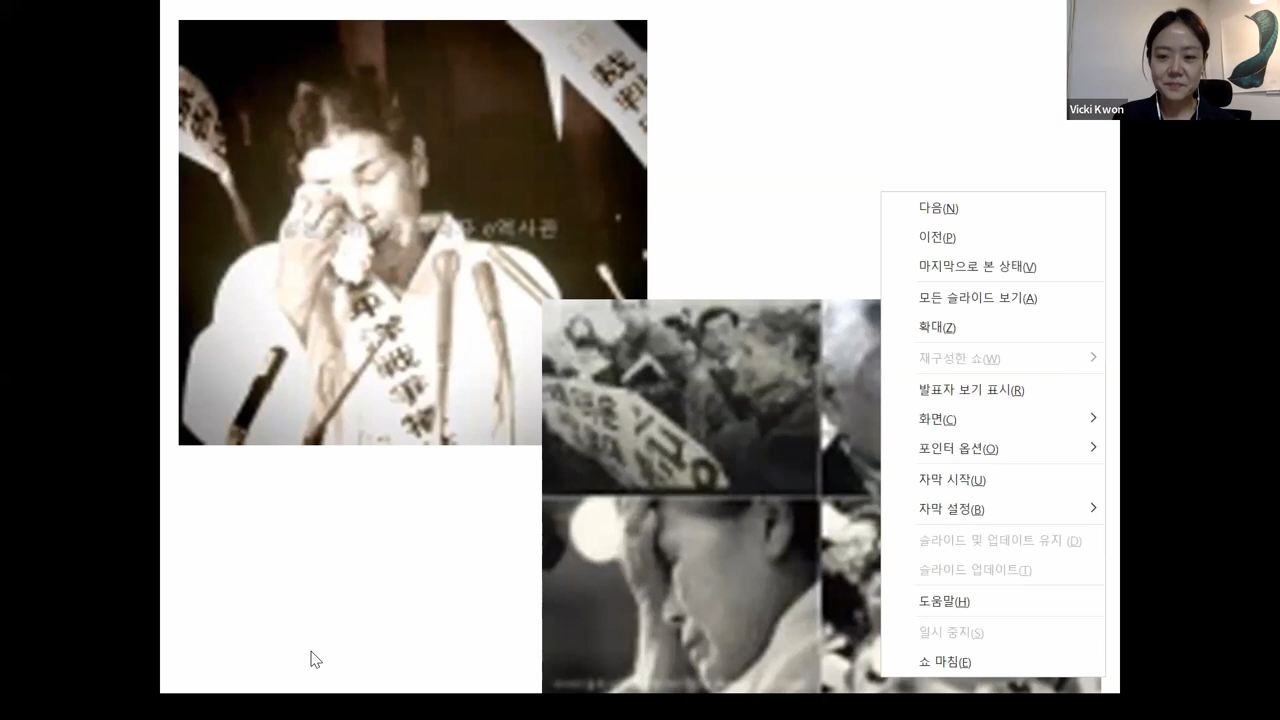 e역사관
Vicki Kwon
다음(N)
이전(P)
마지막으로 본 상태(V)
모든 슬라이드 보기(A)
확대(Z)
재구성한 쇼(W)
발표자 보기 표시(R)
화면(C)
포인터 옵션(O)
자막 시작(U)
자막 설정(B)
슬라이드 및 업데이트 유지 (D)
슬라이드 업데이트(T)
도움말(H)
일시 중지(S)
쇼 마침(E)